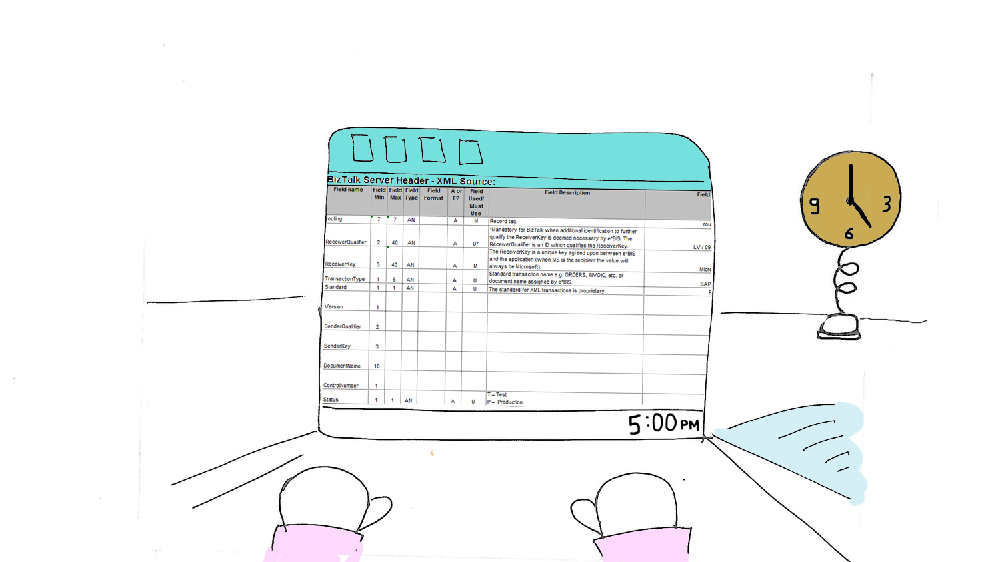 BizTalk Server Header - XML Source:
Field Name Field Min Field Max Field Type Field Format A or E? Field Used/ Must Use Field Description Field
routing 7 7 AN A M Record tag. rou
ReceiverQualifier 2 40 AN A U* *Mandatory for BizTalk when additional identification to further
qualify the ReceiverKey is deemed necessary by e*BIS. The
ReceiverQualifier is an ID which qualifies the ReceiverKey. LV / 09
ReceiverKey 3 40 AN A M The ReceiverKey is a unique key agreed upon between e*BIS
and the application (when MS is the recipient the value will
always be Microsoft). Micro
TransactionType 1 6 AN A U Standard transaction name e.g. ORDERS, INVOIC, etc. or
document name assigned by e*BIS. SAP
Standard 1 1 AN A U The standard for XML transactions is proprietary. P
Version 1
SenderQualifier 2
SenderKey 3
DocumentName 10
ControlNumber 1
Status 1 1 AN A U T – Test
P – Production
5:00 PM
9 3
6